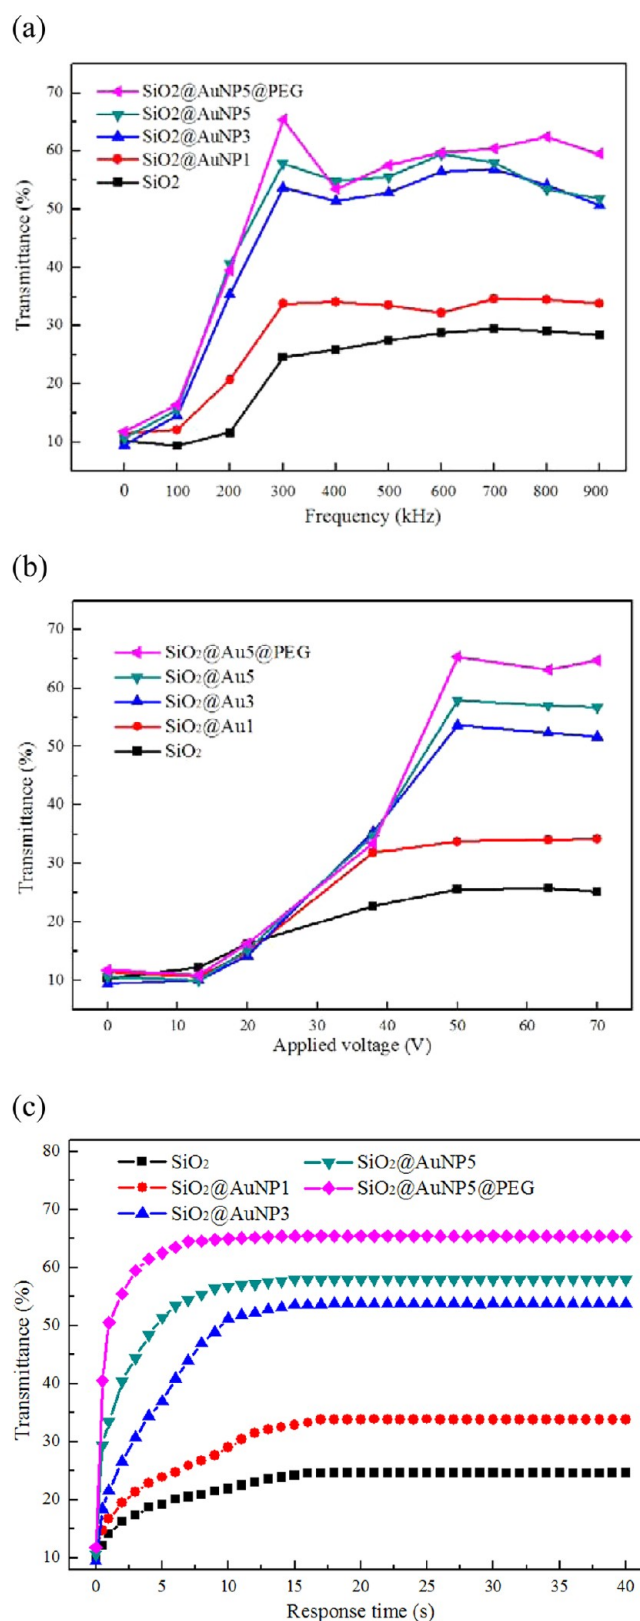 (a)
70
60
50
40
30
20
10
Transmittance (%)
SiO2@AuNP5@PEG
SiO2@AuNP5
SiO2@AuNP3
SiO2@AuNP1
SiO2
0 100 200 300 400 500 600 700 800 900
Frequency (kHz)
(b)
70
60
50
40
30
20
10
Transmittance (%)
SiO₂@Au5@PEG
SiO₂@Au5
SiO₂@Au3
SiO₂@Au1
SiO₂
0 10 20 30 40 50 60 70
Applied voltage (V)
(c)
80
70
60
50
40
30
20
10
Transmittance (%)
SiO₂ SiO₂@AuNP5
SiO₂@AuNP1 SiO₂@AuNP5@PEG
SiO₂@AuNP3
0 5 10 15 20 25 30 35 40
Response time (s)